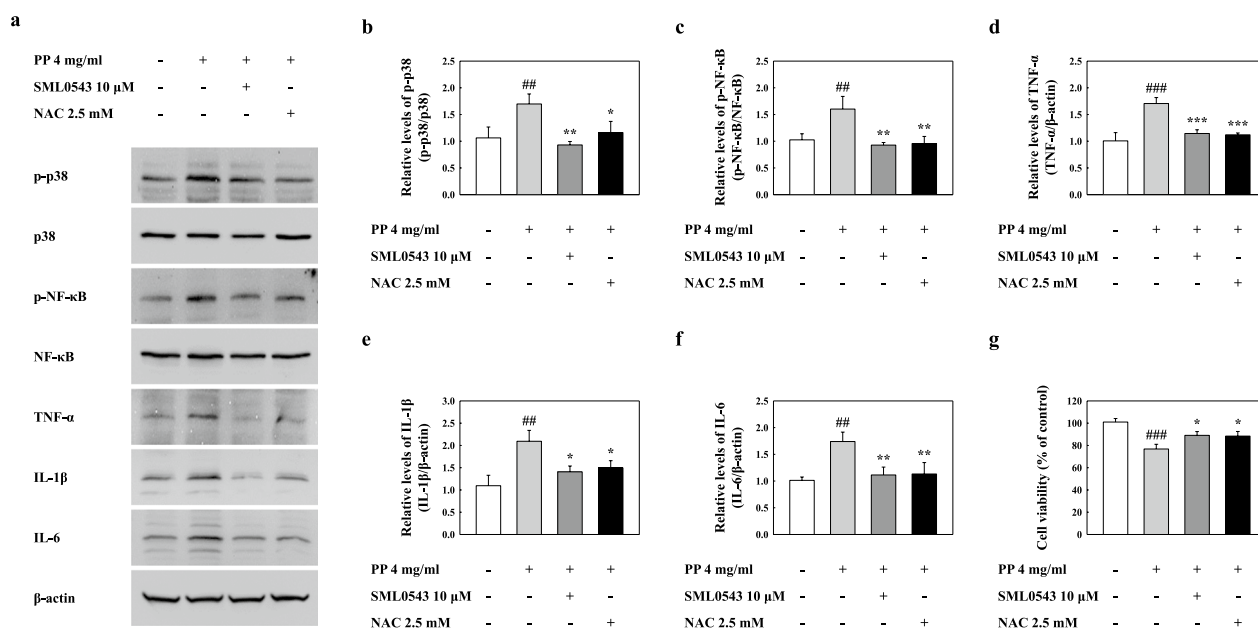 a
PP 4 mg/ml - + + +
SML0543 10 μM - - + -
NAC 2.5 mM - - - +
p-p38
p38
p-NF-κB
NF-κB
TNF-α
IL-1β
IL-6
β-actin
b
Relative levels of p-p38
(p-p38/p38)
2.5
2.0
1.5
1.0
0.5
0.0
##
**
*
PP 4 mg/ml - + + +
SML0543 10 μM - - + -
NAC 2.5 mM - - - +
c
Relative levels of p-NF-κB
(p-NF-κB/NF-κB)
2.5
2.0
1.5
1.0
0.5
0.0
##
**
**
PP 4 mg/ml - + + +
SML0543 10 μM - - + -
NAC 2.5 mM - - - +
d
Relative levels of TNF-α
(TNF-α/β-actin)
2.5
2.0
1.5
1.0
0.5
0.0
###
***
***
PP 4 mg/ml - + + +
SML0543 10 μM - - + -
NAC 2.5 mM - - - +
e
Relative levels of IL-1β
(IL-1β/β-actin)
3.0
2.5
2.0
1.5
1.0
0.5
0.0
##
*
*
PP 4 mg/ml - + + +
SML0543 10 μM - - + -
NAC 2.5 mM - - - +
f
Relative levels of IL-6
(IL-6/β-actin)
2.5
2.0
1.5
1.0
0.5
0.0
##
**
**
PP 4 mg/ml - + + +
SML0543 10 μM - - + -
NAC 2.5 mM - - - +
g
Cell viability (% of control)
120
100
80
60
40
20
0
###
*
*
PP 4 mg/ml - + + +
SML0543 10 μM - - + -
NAC 2.5 mM - - - +